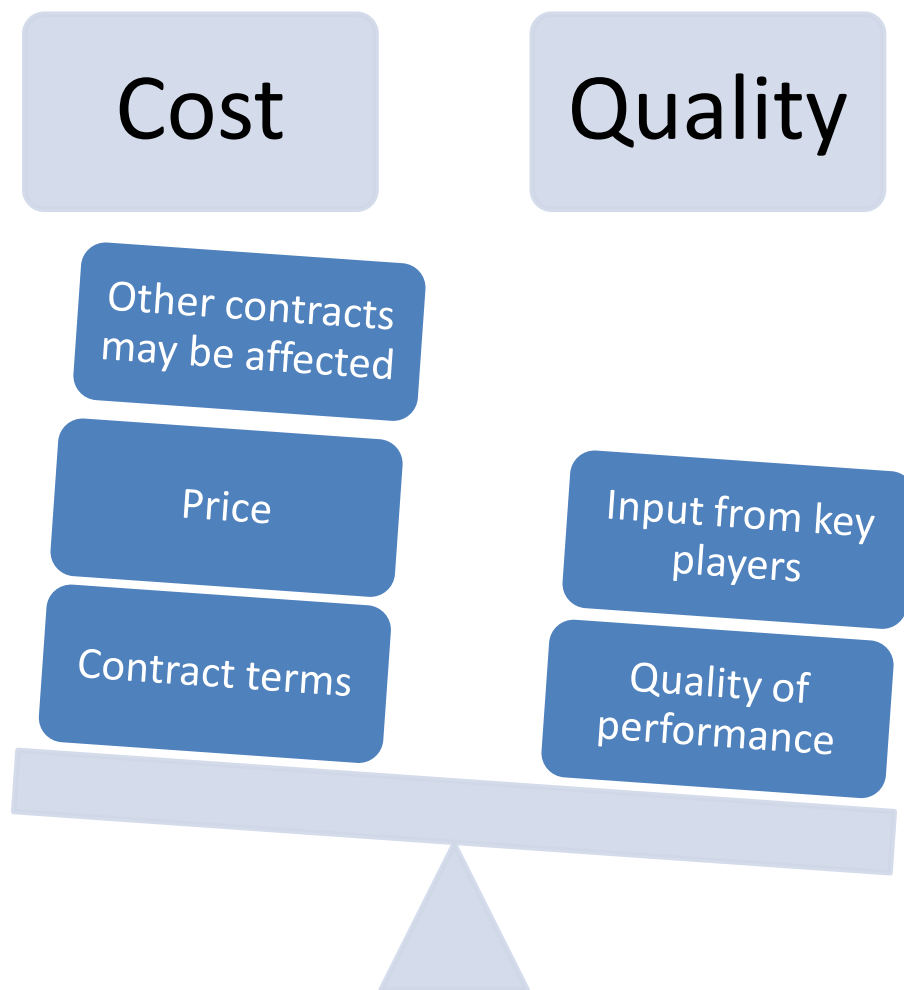 Cost
Quality
Other contracts
may be affected
Price
Contract terms
Input from key
players
Quality of
performance